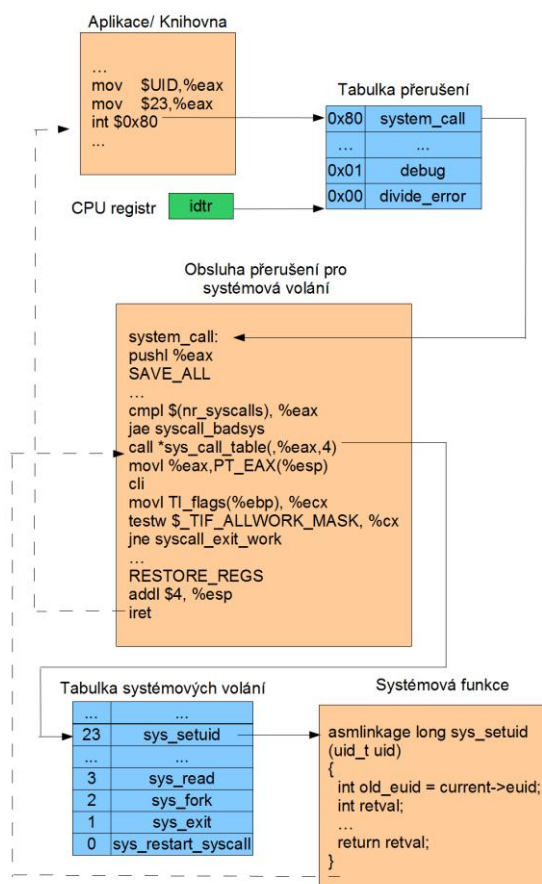 Aplikace/ Knihovna
...
mov $UID,%eax
mov $23,%eax
int $0x80
...
Tabulka přerušení
0x80 system_call
... ...
0x01 debug
0x00 divide_error
CPU registr idtr
Obsluha přerušení pro
systémová volání
system_call:
pushl %eax
SAVE_ALL
...
cmpl $(nr_syscalls), %eax
jae syscall_badsys
call *sys_call_table(,%eax,4)
movl %eax,PT_EAX(%esp)
cli
movl TI_flags(%ebp), %ecx
testw $_TIF_ALLWORK_MASK, %cx
jne syscall_exit_work
...
RESTORE_REGS
addl $4, %esp
iret
Tabulka systémových volání
... ...
23 sys_setuid
... ...
3 sys_read
2 sys_fork
1 sys_exit
0 sys_restart_syscall
Systémová funkce
asmlinkage long sys_setuid
(uid_t uid)
{
int old_euid = current->euid;
int retval;
...
return retval;
}